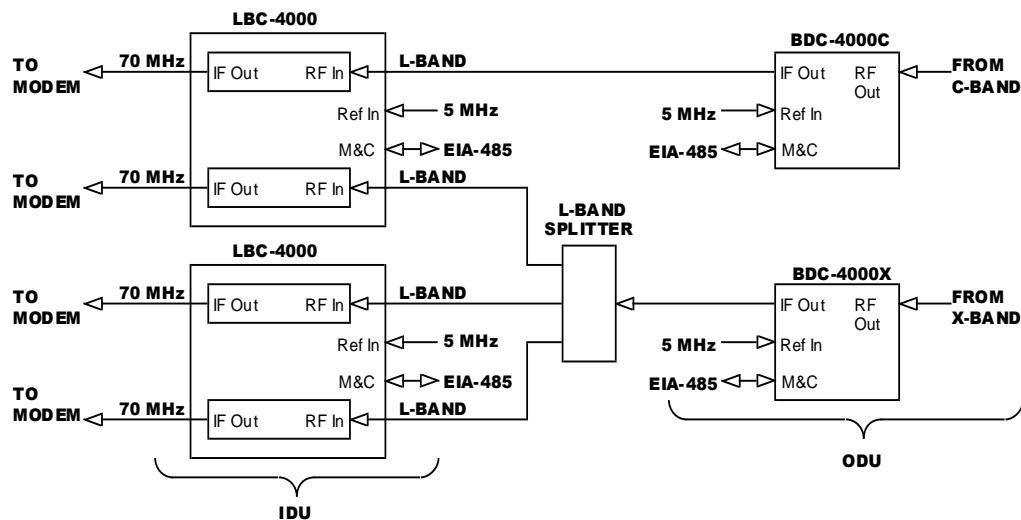 LBC-4000
BDC-4000C
TO
MODEM
70 MHz
IF Out
RF In
L-BAND
IF Out
RF
Out
FROM
C-BAND
Ref In
5 MHz
5 MHz
Ref In
M&C
EIA-485
EIA-485
M&C
TO
MODEM
70 MHz
IF Out
RF In
L-BAND
L-BAND
SPLITTER
LBC-4000
BDC-4000X
TO
MODEM
70 MHz
IF Out
RF In
L-BAND
IF Out
RF
Out
FROM
X-BAND
Ref In
5 MHz
5 MHz
Ref In
M&C
EIA-485
EIA-485
M&C
TO
MODEM
70 MHz
IF Out
RF In
L-BAND
ODU
IDU